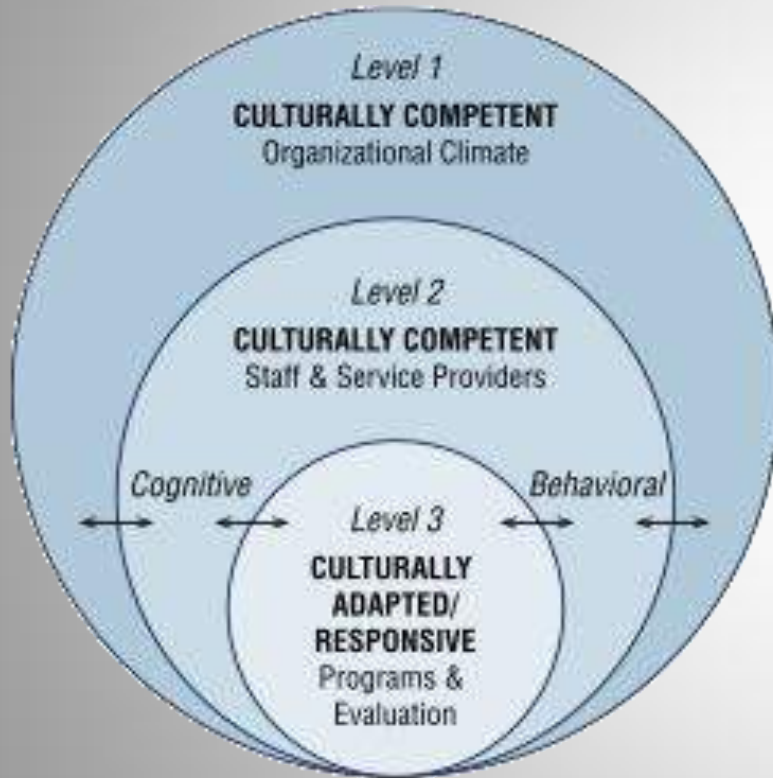 Level 1
CULTURALLY COMPETENT
Organizational Climate
Level 2
CULTURALLY COMPETENT
Staff & Service Providers
Cognitive
Behavioral
Level 3
CULTURALLY
ADAPTED/
RESPONSIVE
Programs &
Evaluation